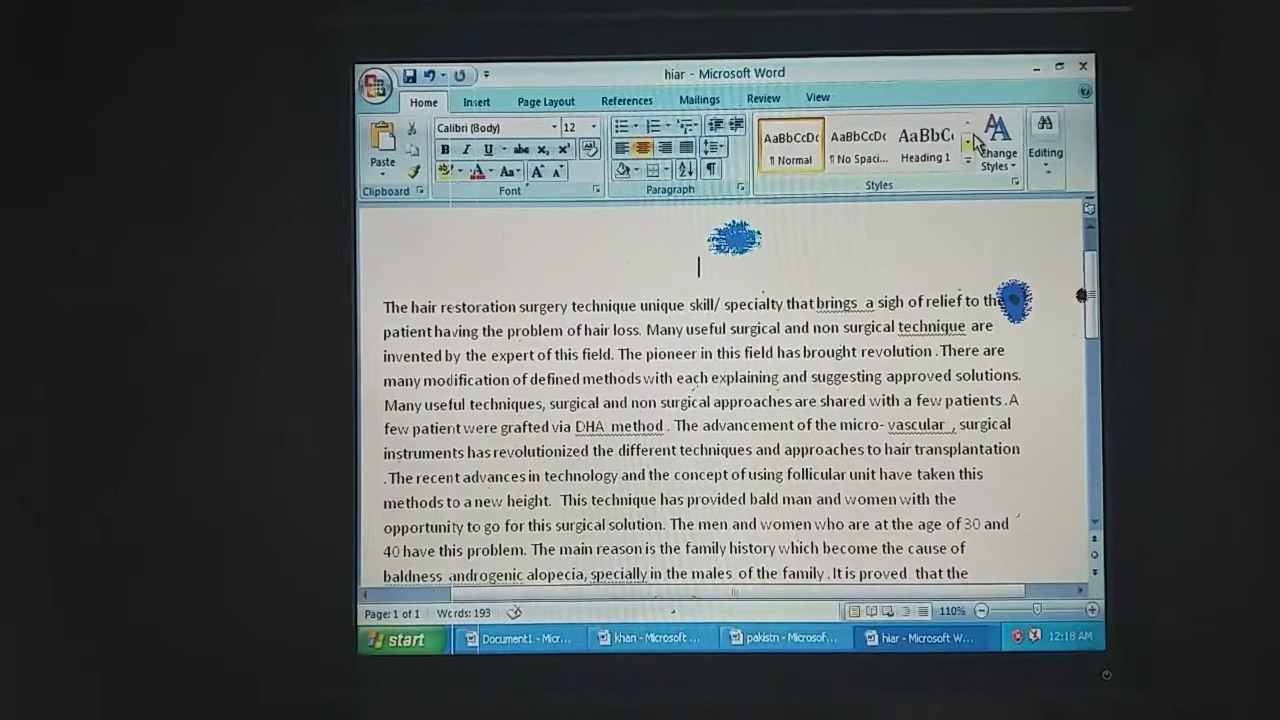 hiar - Microsoft Word
Home Insert Page Layout References Mailings Review View
Calibri (Body) 12
AaBbCcDc AaBbCcDc AaBbC
Paste
¶ Normal ¶ No Spaci... Heading 1 Change Styles Editing
Clipboard Font Paragraph Styles
The hair restoration surgery technique unique skill/ specialty that brings a sigh of relief to the
patient having the problem of hair loss. Many useful surgical and non surgical technique are
invented by the expert of this field. The pioneer in this field has brought revolution .There are
many modification of defined methods with each explaining and suggesting approved solutions.
Many useful techniques, surgical and non surgical approaches are shared with a few patients .A
few patient were grafted via DHA method . The advancement of the micro- vascular , surgical
instruments has revolutionized the different techniques and approaches to hair transplantation
.The recent advances in technology and the concept of using follicular unit have taken this
methods to a new height. This technique has provided bald man and women with the
opportunity to go for this surgical solution. The men and women who are at the age of 30 and
40 have this problem. The main reason is the family history which become the cause of
baldness androgenic alopecia, specially in the males of the family .It is proved that the
Page: 1 of 1 Words: 193 110%
start Document1 - Micr... khan - Microsoft ... pakistn - Microsof... hiar - Microsoft W... 12:18 AM